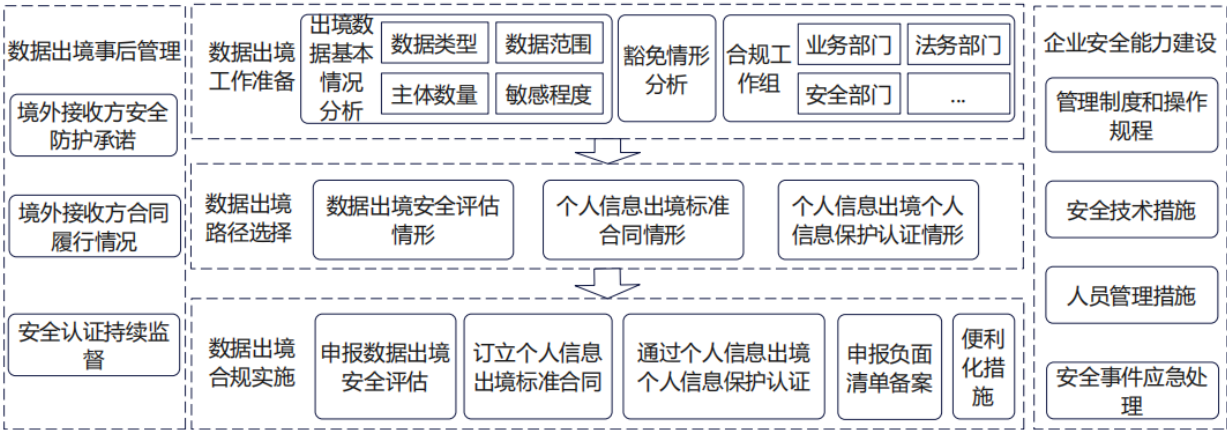 数据出境事后管理
境外接收方安全
防护承诺
境外接收方合同
履行情况
安全认证持续监
督
数据出境
工作准备
出境数
据基本
情况
分析
数据类型
数据范围
主体数量
敏感程度
豁免情形
分析
合规工
作组
业务部门
法务部门
安全部门
...
数据出境
路径选择
数据出境安全评估
情形
个人信息出境标准
合同情形
个人信息出境个人
信息保护认证情形
数据出境
合规实施
申报数据出境
安全评估
订立个人信息
出境标准合同
通过个人信息出境
个人信息保护认证
申报负面
清单备案
便利
化措
施
企业安全能力建设
管理制度和操作
规程
安全技术措施
人员管理措施
安全事件应急处
理